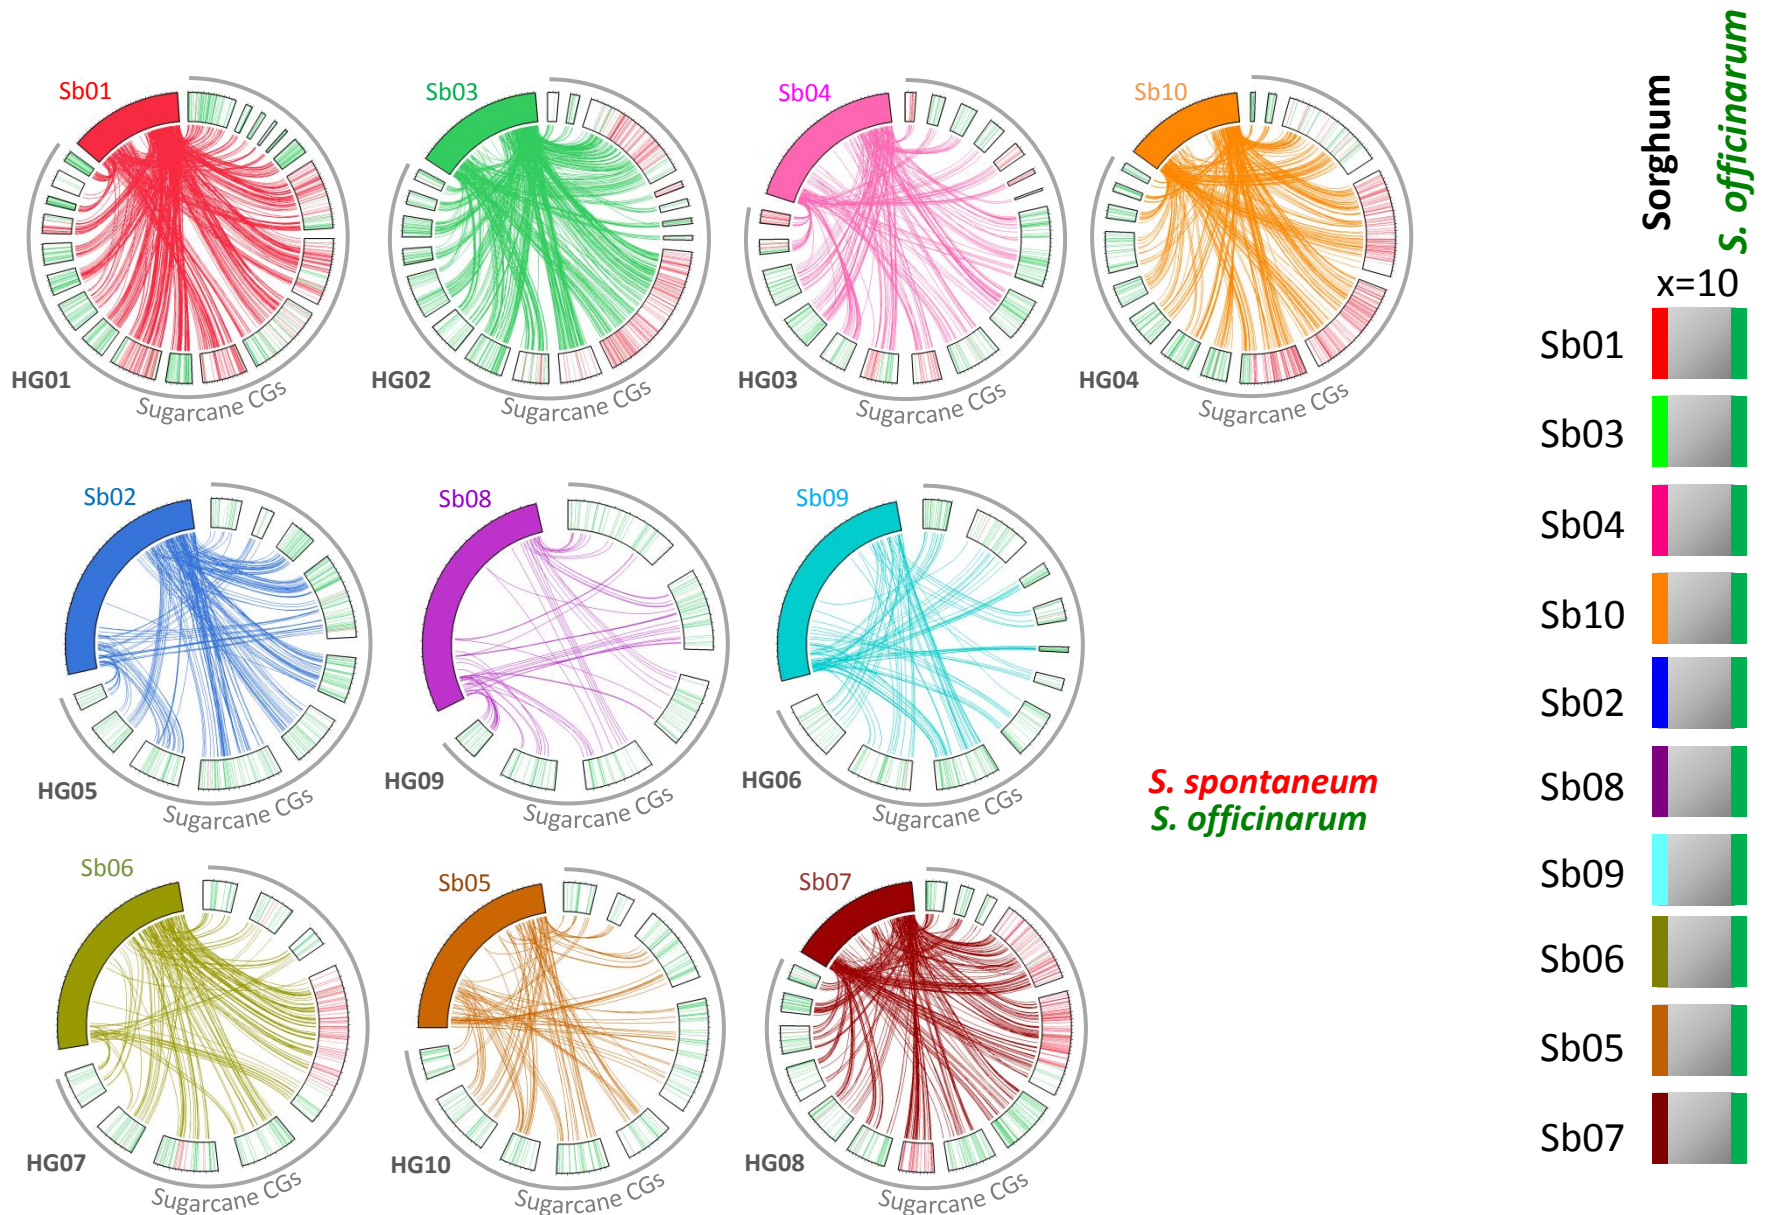 Sb01
HG01
Sugarcane CGs
Sb03
HG02
Sugarcane CGs
Sb04
HG03
Sugarcane CGs
Sb10
HG04
Sugarcane CGs
Sb02
HG05
Sugarcane CGs
Sb08
HG09
Sugarcane CGs
Sb09
HG06
Sugarcane CGs
S. spontaneum
S. officinarum
Sb06
HG07
Sugarcane CGs
Sb05
HG10
Sugarcane CGs
Sb07
HG08
Sugarcane CGs
Sorghum
S. officinarum
x=10
Sb01
Sb03
Sb04
Sb10
Sb02
Sb08
Sb09
Sb06
Sb05
Sb07